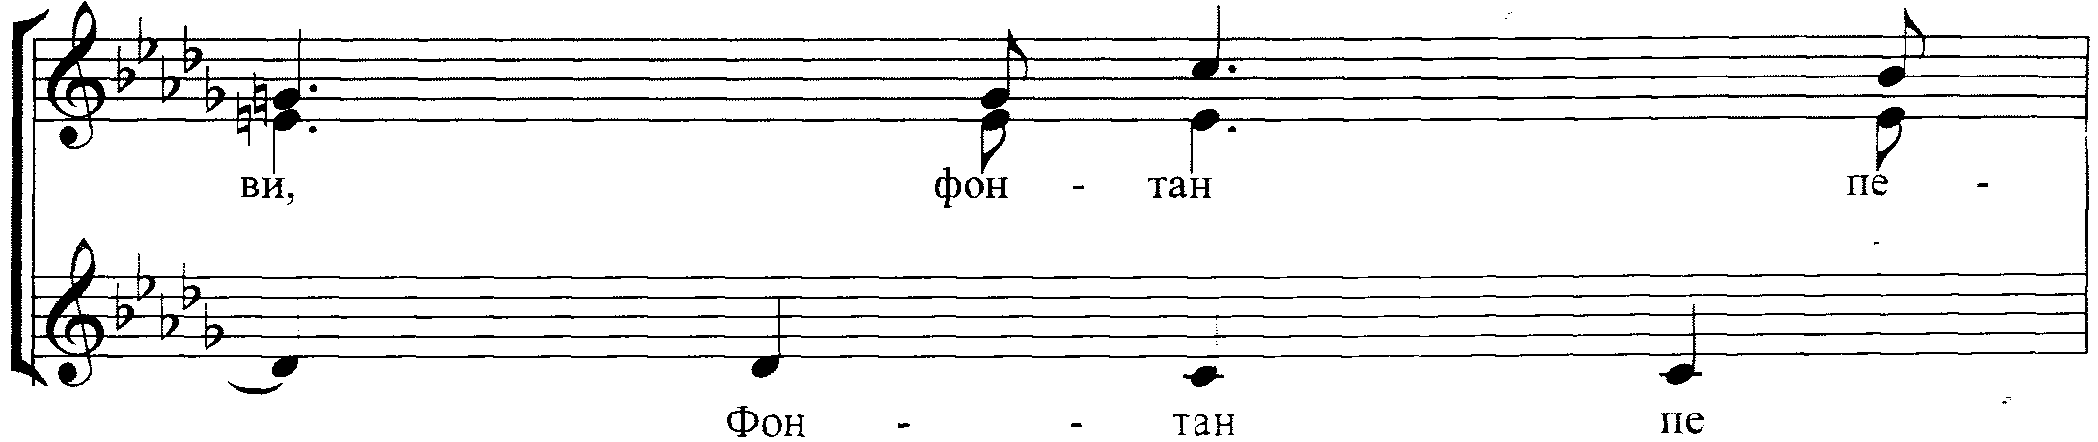 ви, фон - тан пе -
Фон - - тан пе